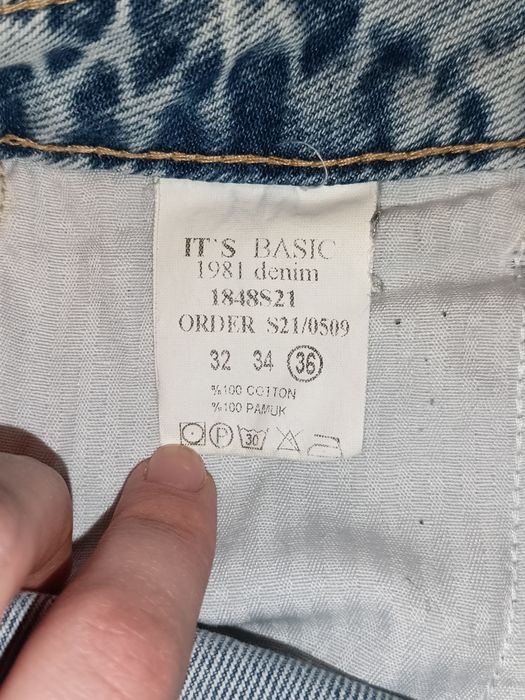 IT'S BASIC
1981 denim
1848S21
ORDER S21/0509
32 34 36
%100 COTTON
%100 PAMUK
P 30